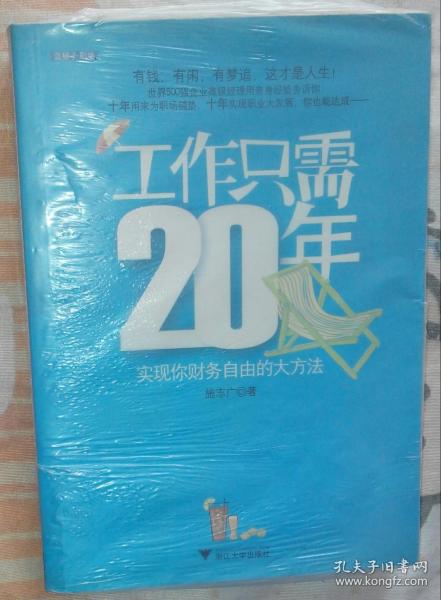 有钱，有闲，有梦追，这才是人生！
世界500强企业高级经理用亲身经验告诉你
十年用来为职场铺垫，十年实现职业大发展，你也能达成——
工作只需
20年
实现你财务自由的大方法
施志广◎著
浙江大学出版社
孔夫子旧书网
www.kongfz.com